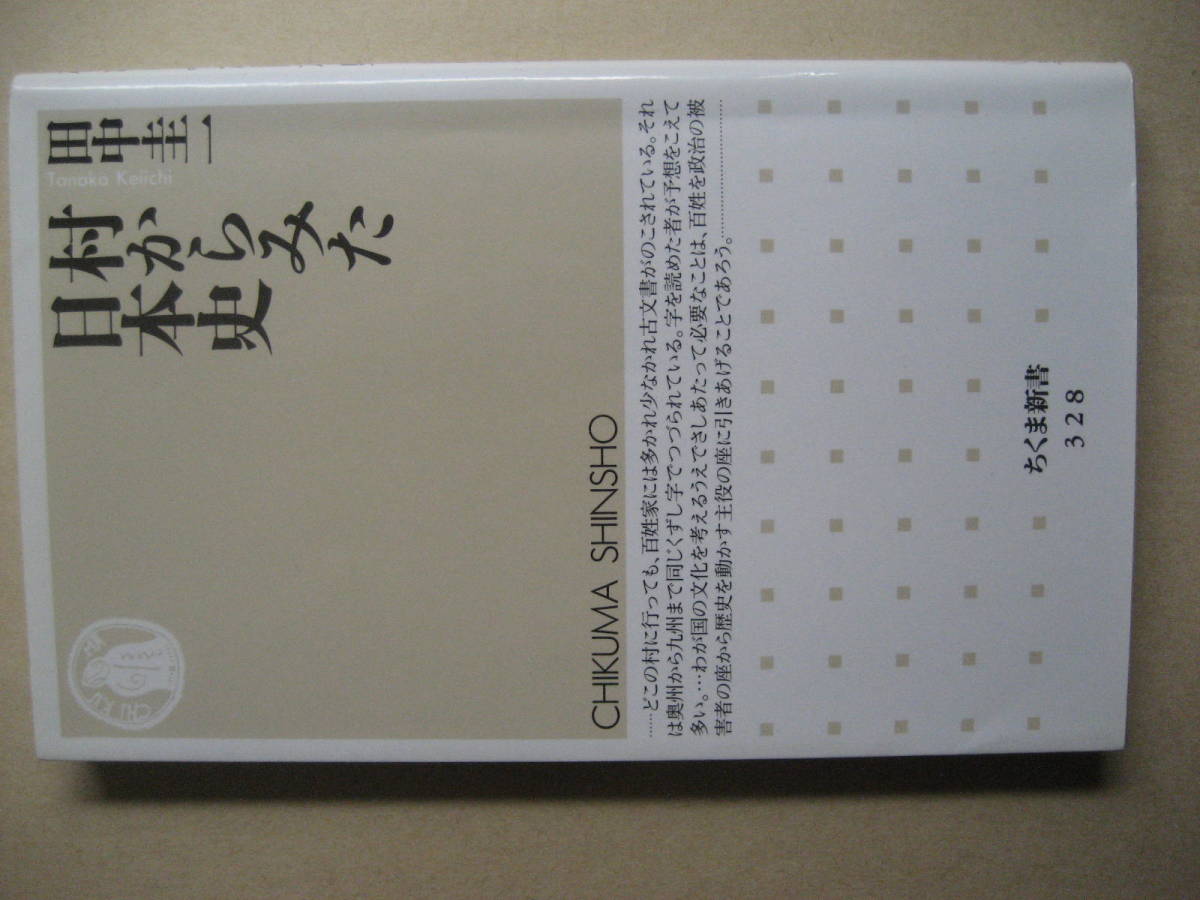 田中圭一
Tanaka Keiichi
村からみた
日本史
CHIKUMA SHINSHO
……どこの村に行っても、百姓家には多かれ少なかれ古文書がのこされている。それ
は奥州から九州まで同じくずし字でつづられている。字を読めた者が予想をこえて
多い。…わが国の文化を考えるうえでさしあたって必要なことは、百姓を政治の被
害者の座から歴史を動かす主役の座に引きあげることであろう。……………………
ちくま新書
328